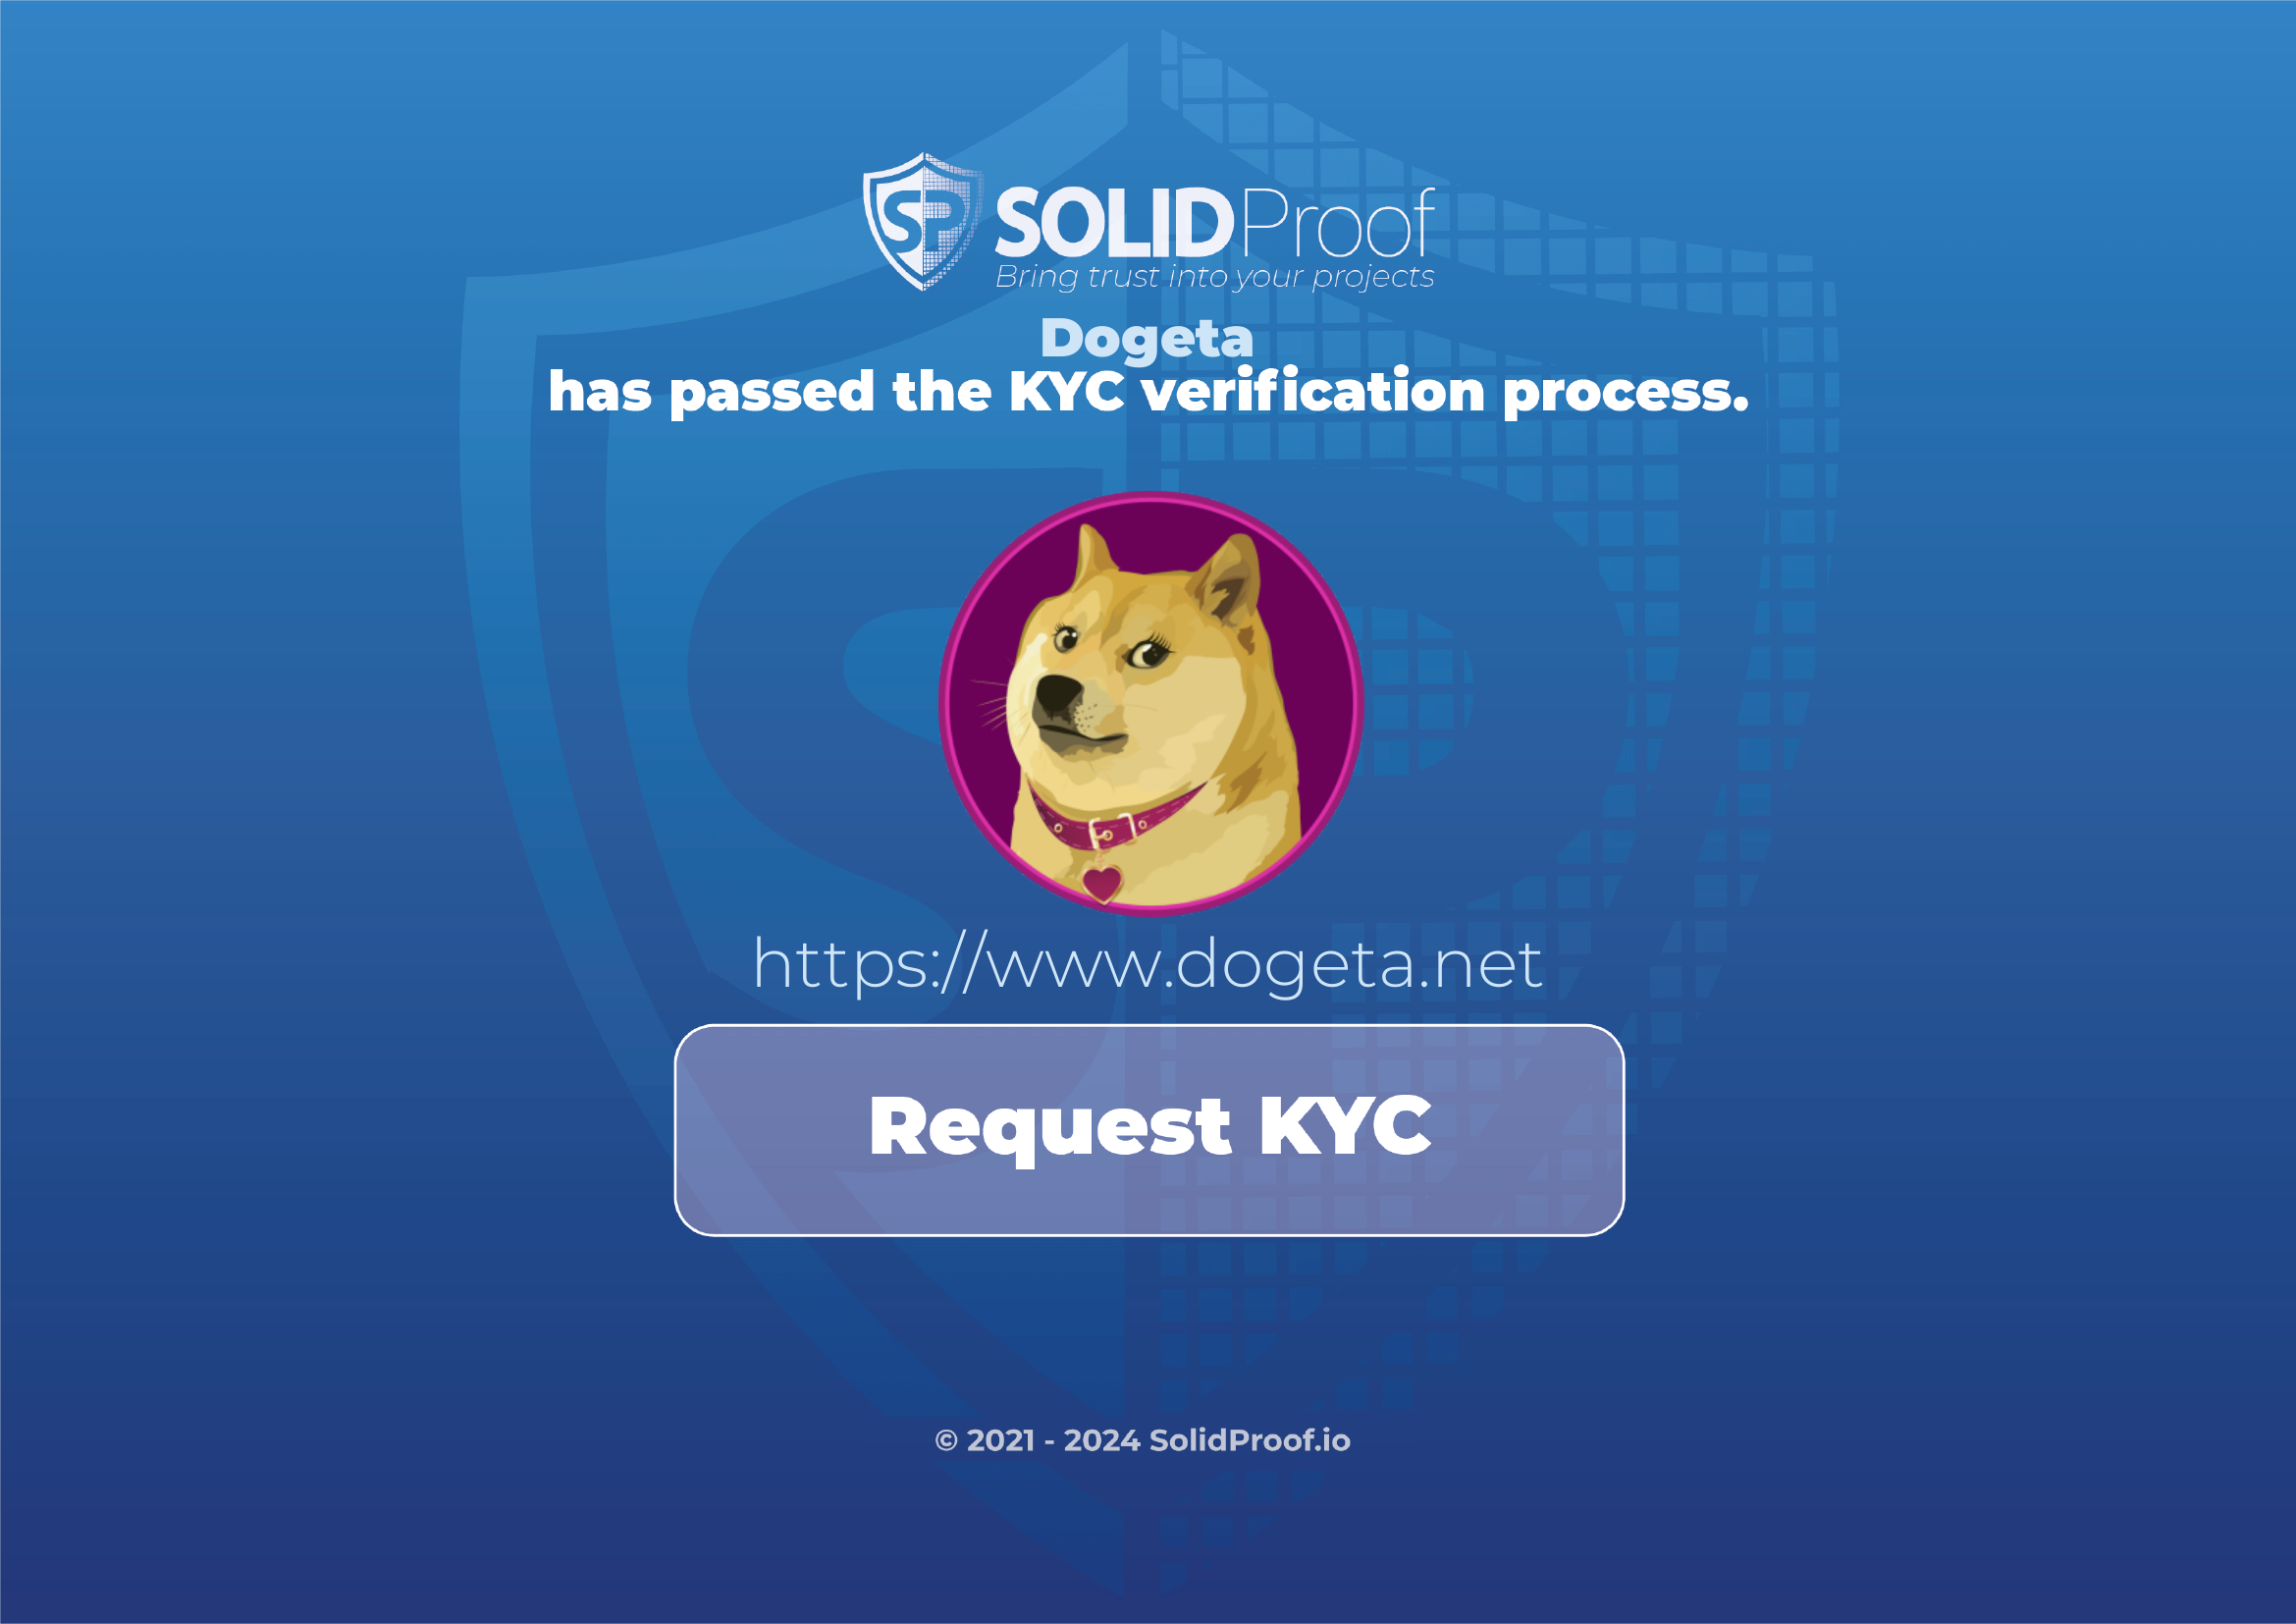 SP SOLIDProof
Bring trust into your projects
Dogeta
has passed the KYC verification process.
https://www.dogeta.net
Request KYC
© 2021 - 2024 SolidProof.io